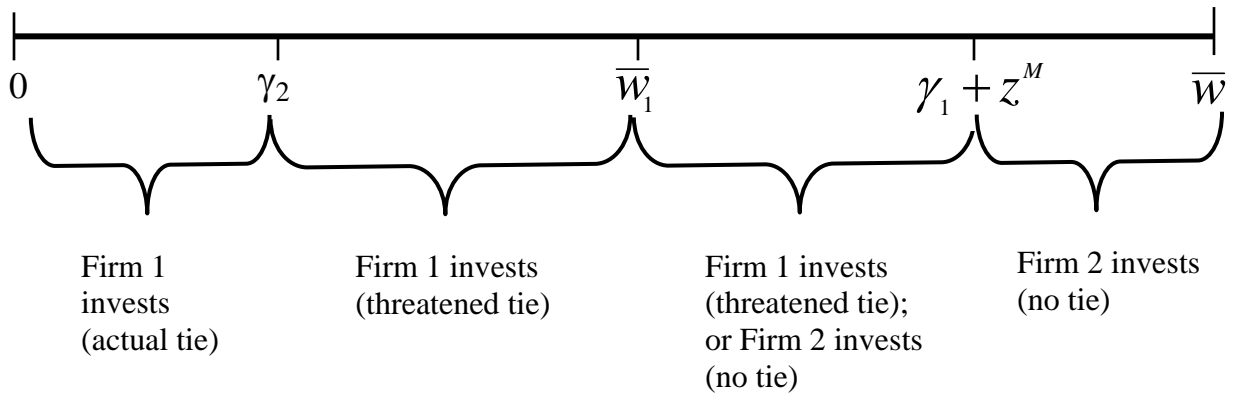 0 γ₂ w̅₁ γ₁ + zᴹ w̅
Firm 1
invests
(actual tie)
Firm 1 invests
(threatened tie)
Firm 1 invests
(threatened tie);
or Firm 2 invests
(no tie)
Firm 2 invests
(no tie)